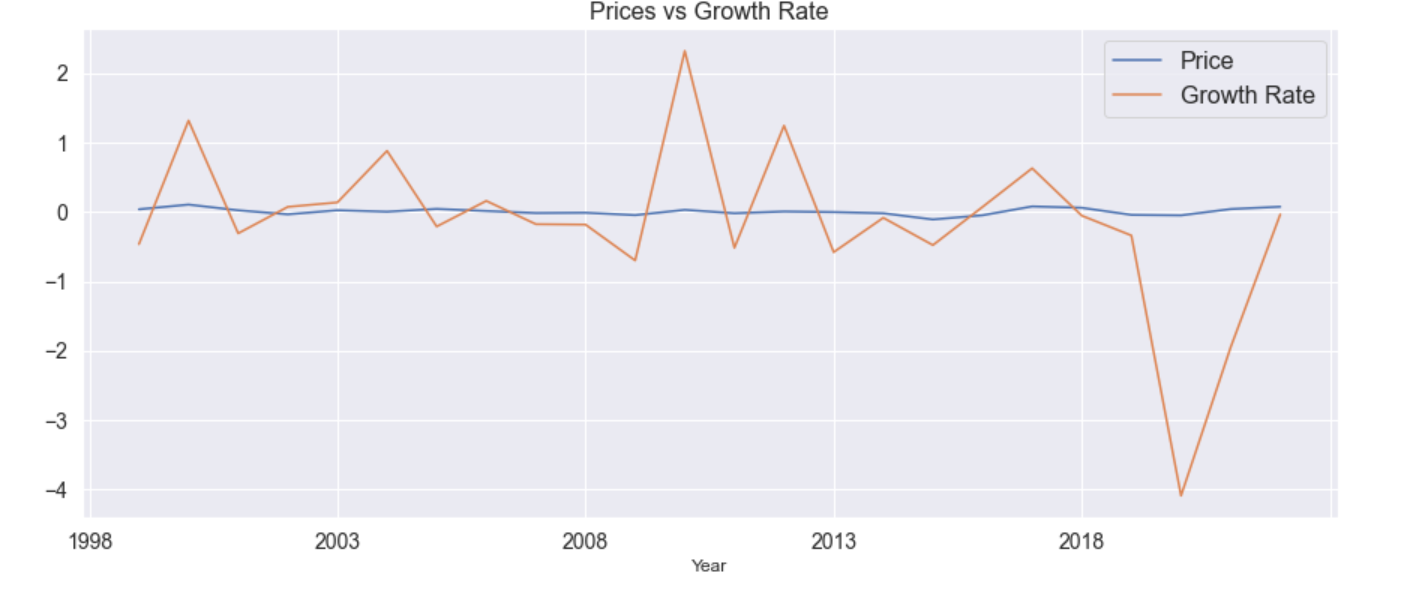 Prices vs Growth Rate
Price
Growth Rate
2
1
0
−1
−2
−3
−4
1998 2003 2008 2013 2018
Year